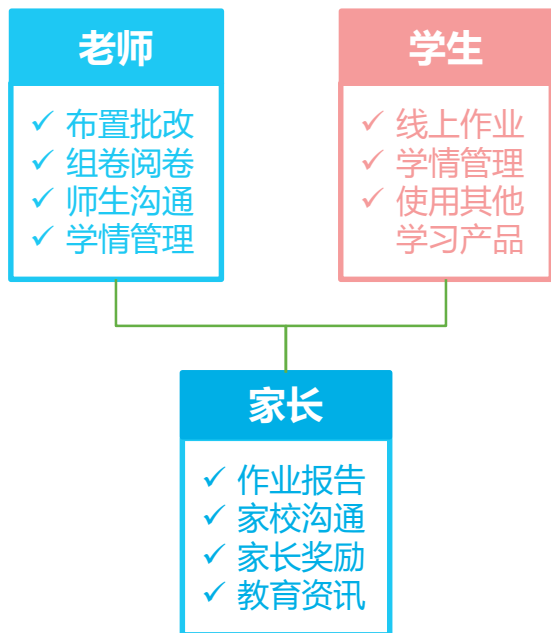 老师
✓ 布置批改
✓ 组卷阅卷
✓ 师生沟通
✓ 学情管理
学生
✓ 线上作业
✓ 学情管理
✓ 使用其他
学习产品
家长
✓ 作业报告
✓ 家校沟通
✓ 家长奖励
✓ 教育资讯